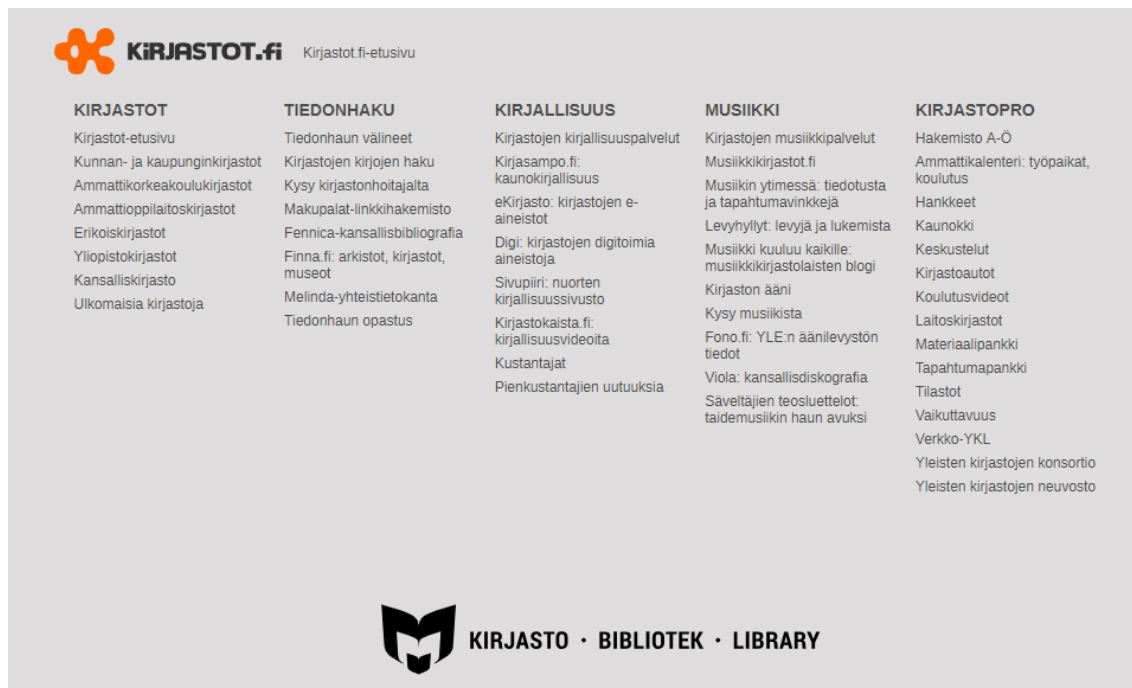 KiRJASTOT.fi
Kirjastot.fi-etusivu
KIRJASTOT
Kirjastot-etusivu
Kunnan- ja kaupunginkirjastot
Ammattikorkeakoulukirjastot
Ammattioppilaitoskirjastot
Erikoiskirjastot
Yliopistokirjastot
Kansalliskirjasto
Ulkomaisia kirjastoja
TIEDONHAKU
Tiedonhaun välineet
Kirjastojen kirjojen haku
Kysy kirjastonhoitajalta
Makupalat-linkkihakemisto
Fennica-kansallisbibliografia
Finna.fi: arkistot, kirjastot,
museot
Melinda-yhteistietokanta
Tiedonhaun opastus
KIRJALLISUUS
Kirjastojen kirjallisuuspalvelut
Kirjasampo.fi:
kaunokirjallisuus
eKirjasto: kirjastojen e-
aineistot
Digi: kirjastojen digitoimia
aineistoja
Sivupiiri: nuorten
kirjallisuussivusto
Kirjastokaista.fi:
kirjallisuusvideoita
Kustantajat
Pienkustantajien uutuuksia
MUSIIKKI
Kirjastojen musiikkipalvelut
Musiikkikirjastot.fi
Musiikin ytimessä: tiedotusta
ja tapahtumavinkkejä
Levyhyllyt: levyjä ja lukemista
Musiikki kuuluu kaikille:
musiikkikirjastolaisten blogi
Kirjaston ääni
Kysy musiikista
Fono.fi: YLE:n äänilevystön
tiedot
Viola: kansallisdiskografia
Säveltäjien teosluettelot:
taidemusiikin haun avuksi
KIRJASTOPRO
Hakemisto A-Ö
Ammattikalenteri: työpaikat,
koulutus
Hankkeet
Kaunokki
Keskustelut
Kirjastoautot
Koulutusvideot
Laitoskirjastot
Materiaalipankki
Tapahtumapankki
Tilastot
Vaikuttavuus
Verkko-YKL
Yleisten kirjastojen konsortio
Yleisten kirjastojen neuvosto
KIRJASTO · BIBLIOTEK · LIBRARY